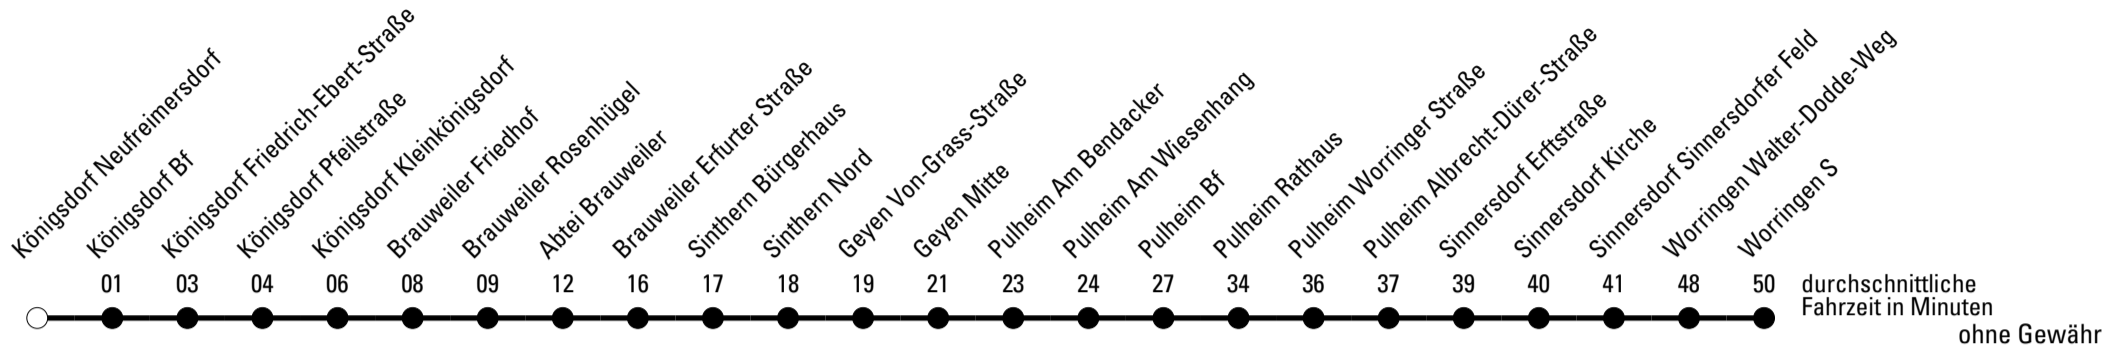 Königsdorf Neufreimersdorf
Königsdorf Bf
Königsdorf Friedrich-Ebert-Straße
Königsdorf Pfeilstraße
Königsdorf Kleinkönigsdorf
Brauweiler Friedhof
Brauweiler Rosenhügel
Abtei Brauweiler
Brauweiler Erfurter Straße
Sinthern Bürgerhaus
Sinthern Nord
Geyen Von-Grass-Straße
Geyen Mitte
Pulheim Am Bendacker
Pulheim Am Wiesenhang
Pulheim Bf
Pulheim Rathaus
Pulheim Worringer Straße
Pulheim Albrecht-Dürer-Straße
Sinnersdorf Erftstraße
Sinnersdorf Kirche
Sinnersdorf Sinnersdorfer Feld
Worringen Walter-Dodde-Weg
Worringen S
01 03 04 06 08 09 12 16 17 18 19 21 23 24 27 34 36 37 39 40 41 48 50 durchschnittliche
Fahrzeit in Minuten
ohne Gewähr